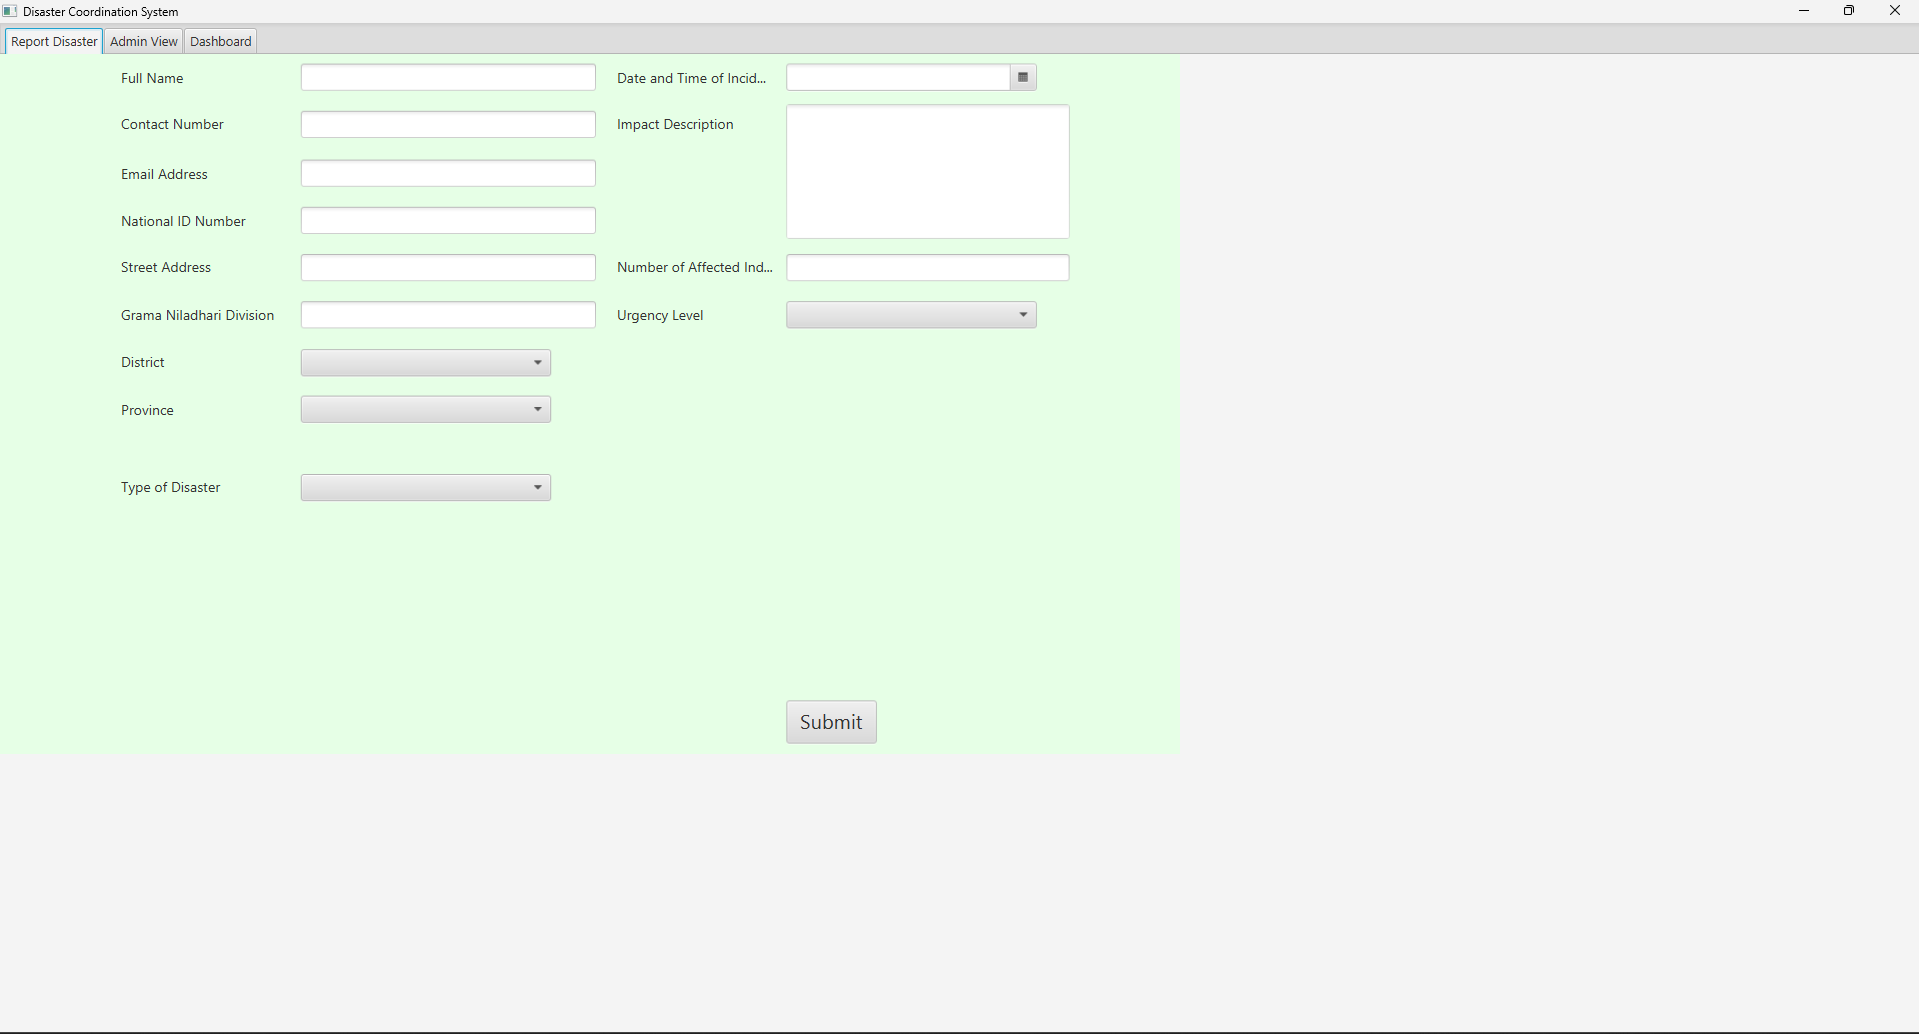 Disaster Coordination System
Report Disaster Admin View Dashboard
Full Name
Contact Number
Email Address
National ID Number
Street Address
Grama Niladhari Division
District
Province
Type of Disaster
Date and Time of Incid...
Impact Description
Number of Affected Ind...
Urgency Level
Submit